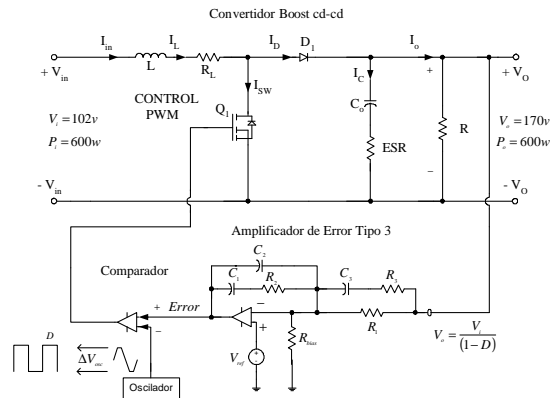 Convertidor Boost cd-cd
I_in
I_L
I_D
D_1
I_o
+ V_in
L
R_L
I_SW
I_C
+
+ V_O
CONTROL
PWM
Q_1
C_o
V_i = 102v
P_i = 600w
ESR
R
V_o = 170v
P_o = 600w
−
- V_in
- V_O
Amplificador de Error Tipo 3
C_2
Comparador
C_1
R_2
C_3
R_3
+ Error
−
−
+
R_1
R_bias
V_o = V_i / (1 − D)
D
ΔV_osc
V_ref
+
-
Oscilador